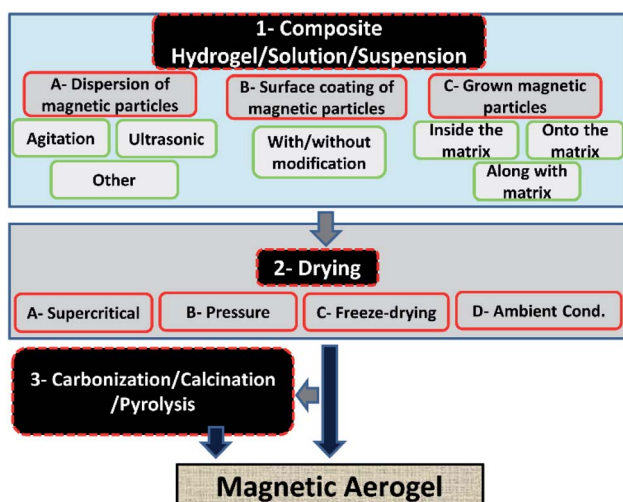 1- Composite
Hydrogel/Solution/Suspension
A- Dispersion of
magnetic particles
Agitation
Ultrasonic
Other
B- Surface coating of
magnetic particles
With/without
modification
C- Grown magnetic
particles
Inside the
matrix
Onto the
matrix
Along with
matrix
2- Drying
A- Supercritical
B- Pressure
C- Freeze-drying
D- Ambient Cond.
3- Carbonization/Calcination
/Pyrolysis
Magnetic Aerogel